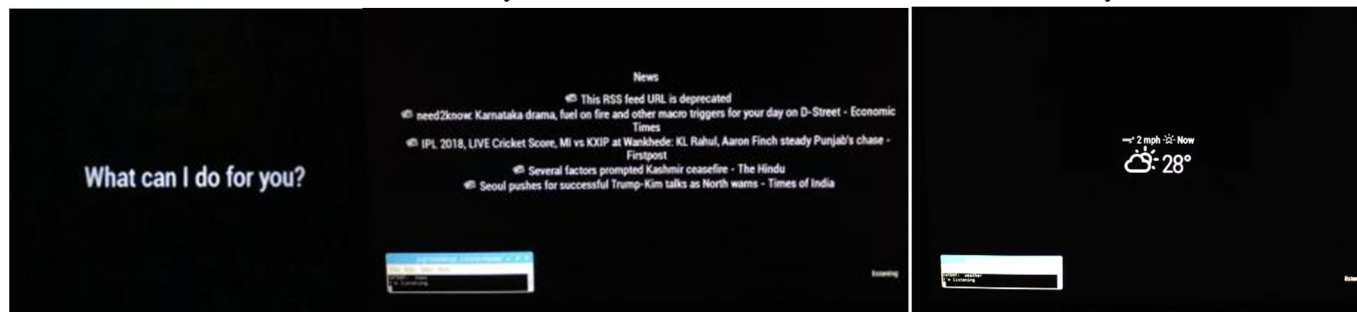 What can I do for you?
News
This RSS feed URL is deprecated
need2know: Karnataka drama, fuel on fire and other macro triggers for your day on D-Street - Economic
Times
IPL 2018, LIVE Cricket Score, MI vs KXIP at Wankhede: KL Rahul, Aaron Finch steady Punjab's chase -
Firstpost
Several factors prompted Kashmir ceasefire - The Hindu
Seoul pushes for successful Trump-Kim talks as North warns - Times of India
I'm listening
listening
2 mph Now
28°
weather
I'm listening